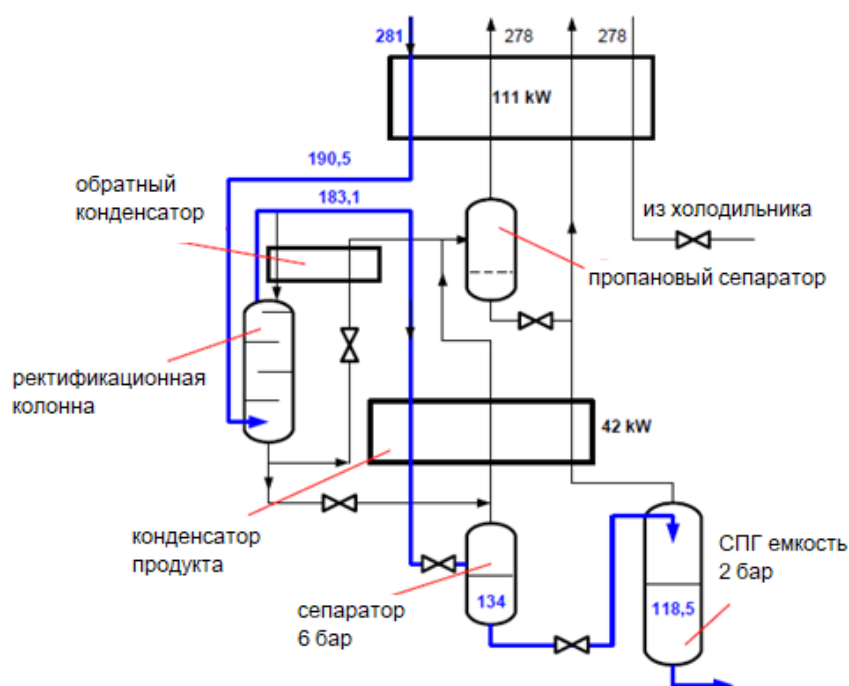 281
278
278
111 kW
190,5
обратный
конденсатор
183,1
из холодильника
пропановый сепаратор
ректификационная
колонна
42 kW
конденсатор
продукта
сепаратор
6 бар
134
СПГ емкость
2 бар
118,5